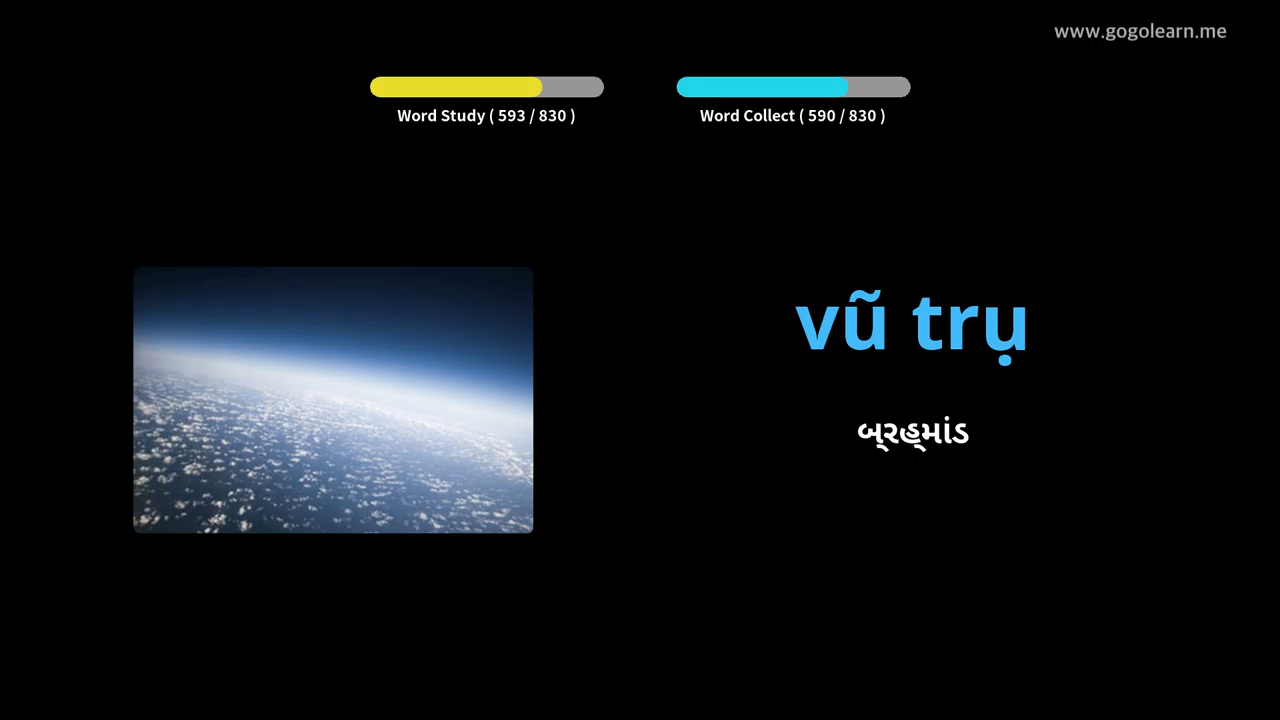 www.gogolearn.me
Word Study ( 593 / 830 )
Word Collect ( 590 / 830 )
vũ trụ
બ્રહ્માંડ